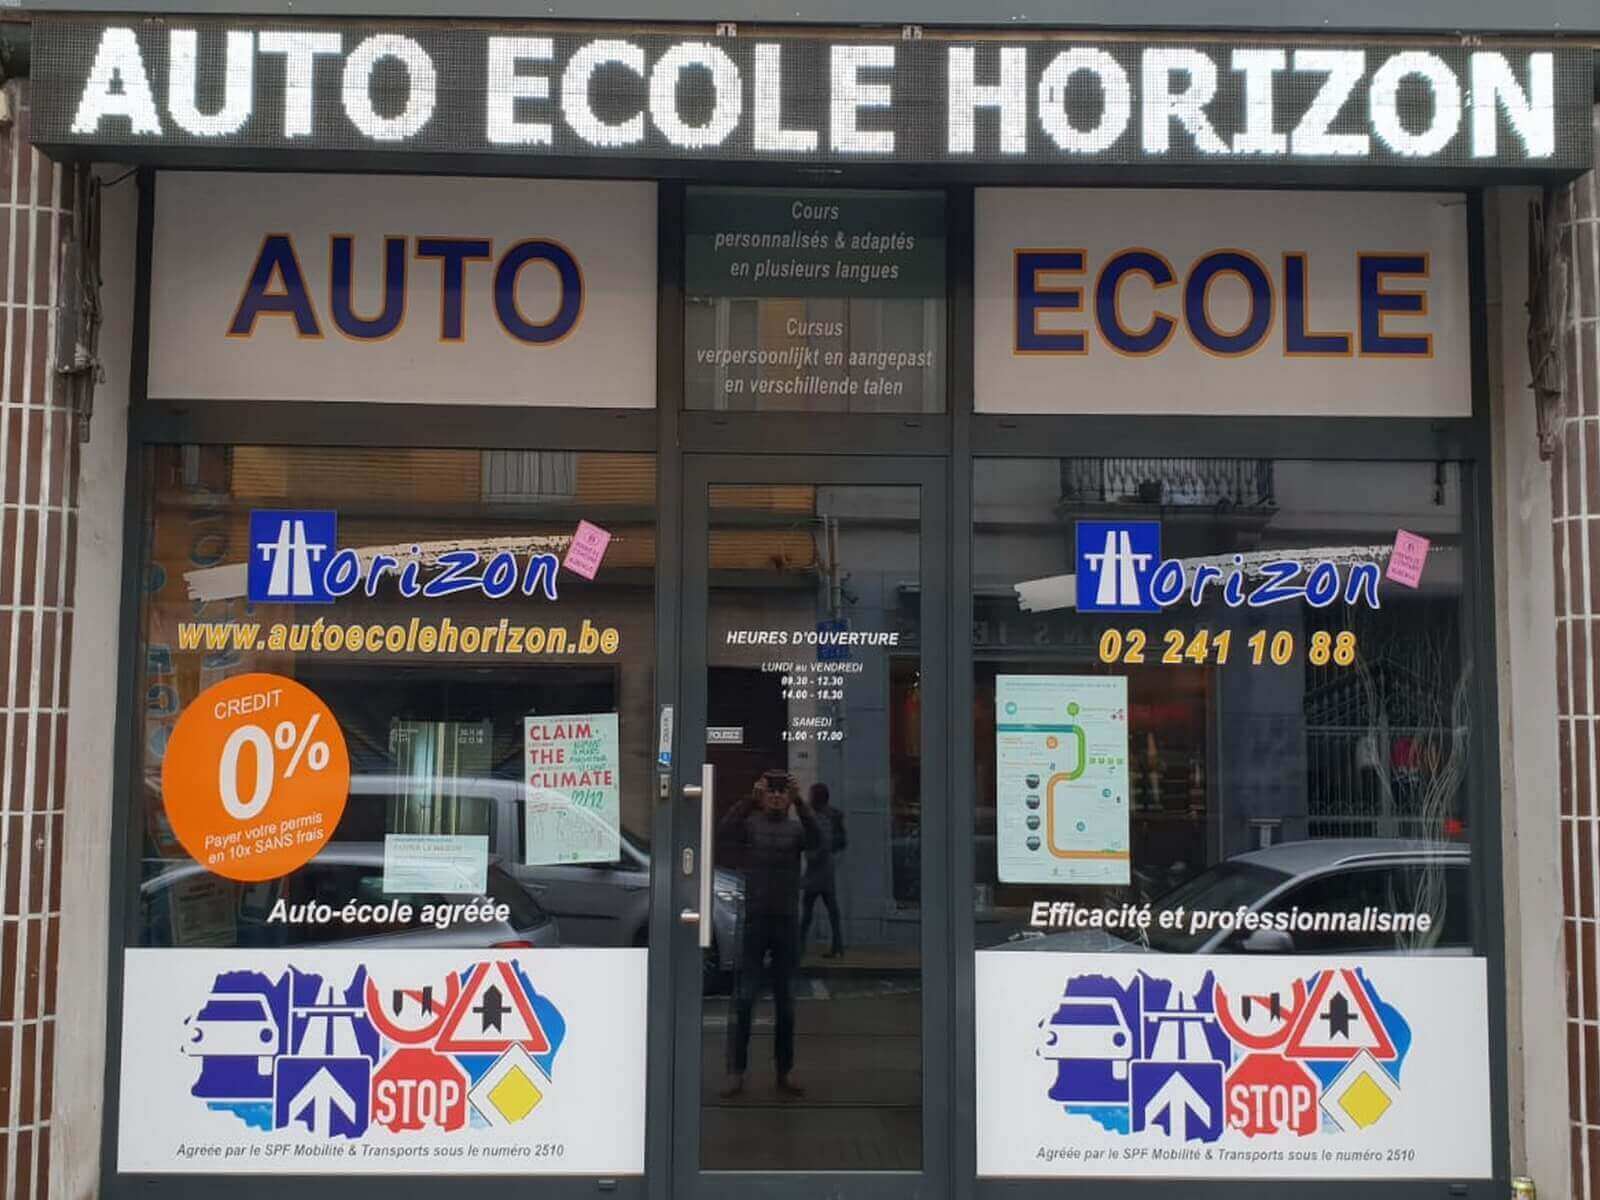 AUTO ECOLE HORIZON
AUTO
Cours
personnalisés & adaptés
en plusieurs langues
Cursus
verpersoonlijkt en aangepast
en verschillende talen
ECOLE
Horizon
www.autoecolehorizon.be
CREDIT
0%
Payer votre permis
en 10x SANS frais
CLAIM
THE
CLIMATE
02/12
Auto-école agréée
STOP
Agréée par le SPF Mobilité & Transports sous le numéro 2510
HEURES D'OUVERTURE
LUNDI au VENDREDI
09.30 - 12.30
14.00 - 18.30
SAMEDI
11.00 - 17.00
POUSSEZ
Horizon
02 241 10 88
Efficacité et professionnalisme
STOP
Agréée par le SPF Mobilité & Transports sous le numéro 2510